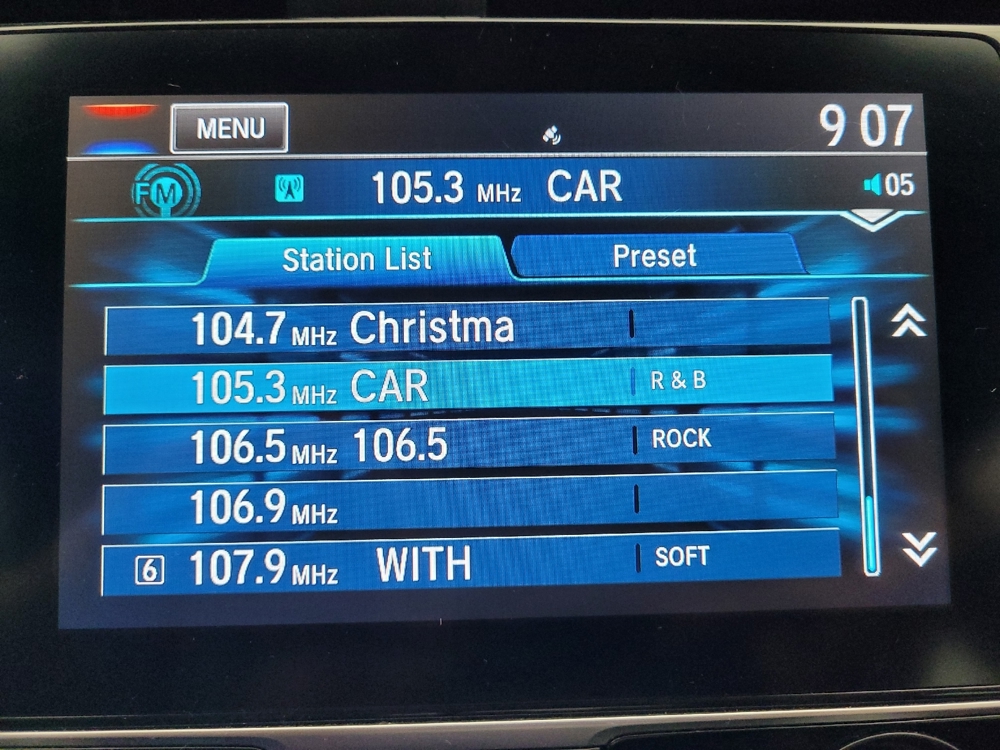 MENU 9 07
FM 105.3 MHz CAR 05
Station List Preset
104.7 MHz Christma
105.3 MHz CAR R & B
106.5 MHz 106.5 ROCK
106.9 MHz
6 107.9 MHz WITH SOFT